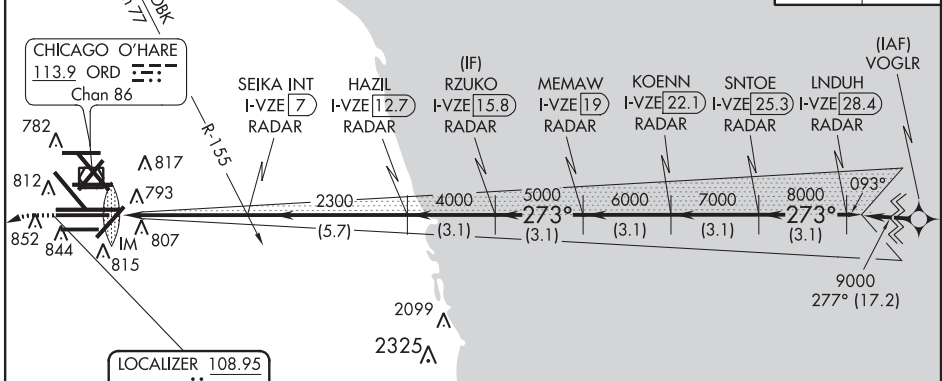 OBK
77
CHICAGO O'HARE
113.9 ORD
Chan 86
R-155
SEIKA INT
I-VZE 7
RADAR
HAZIL
I-VZE 12.7
RADAR
(IF)
RZUKO
I-VZE 15.8
RADAR
MEMAW
I-VZE 19
RADAR
KOENN
I-VZE 22.1
RADAR
SNTOE
I-VZE 25.3
RADAR
LNDUH
I-VZE 28.4
RADAR
(IAF)
VOGLR
782
817
812
793
852
844
807
815
IM
2300
4000
5000
6000
7000
8000
093°
273°
273°
(5.7)
(3.1)
(3.1)
(3.1)
(3.1)
(3.1)
9000
277° (17.2)
2099
2325
LOCALIZER 108.95